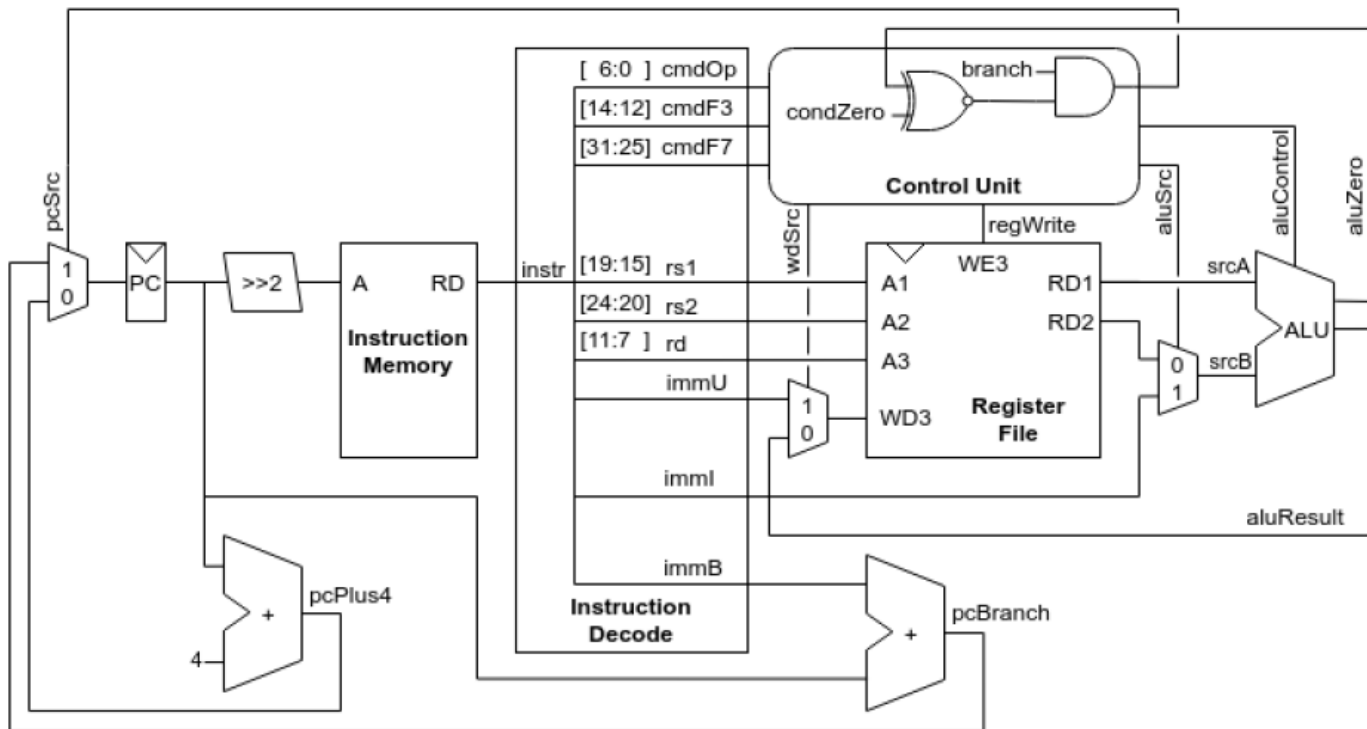 [ 6:0 ] cmdOp
[14:12] cmdF3
[31:25] cmdF7
branch
condZero
Control Unit
pcSrc
wdSrc
regWrite
aluSrc
aluControl
aluZero
1
0
PC
>>2
A
RD
Instruction
Memory
instr
[19:15] rs1
[24:20] rs2
[11:7 ] rd
immU
immI
immB
Instruction
Decode
1
0
WE3
A1
RD1
A2
RD2
A3
WD3
Register
File
srcA
0
1
srcB
ALU
aluResult
+
pcPlus4
4
+
pcBranch